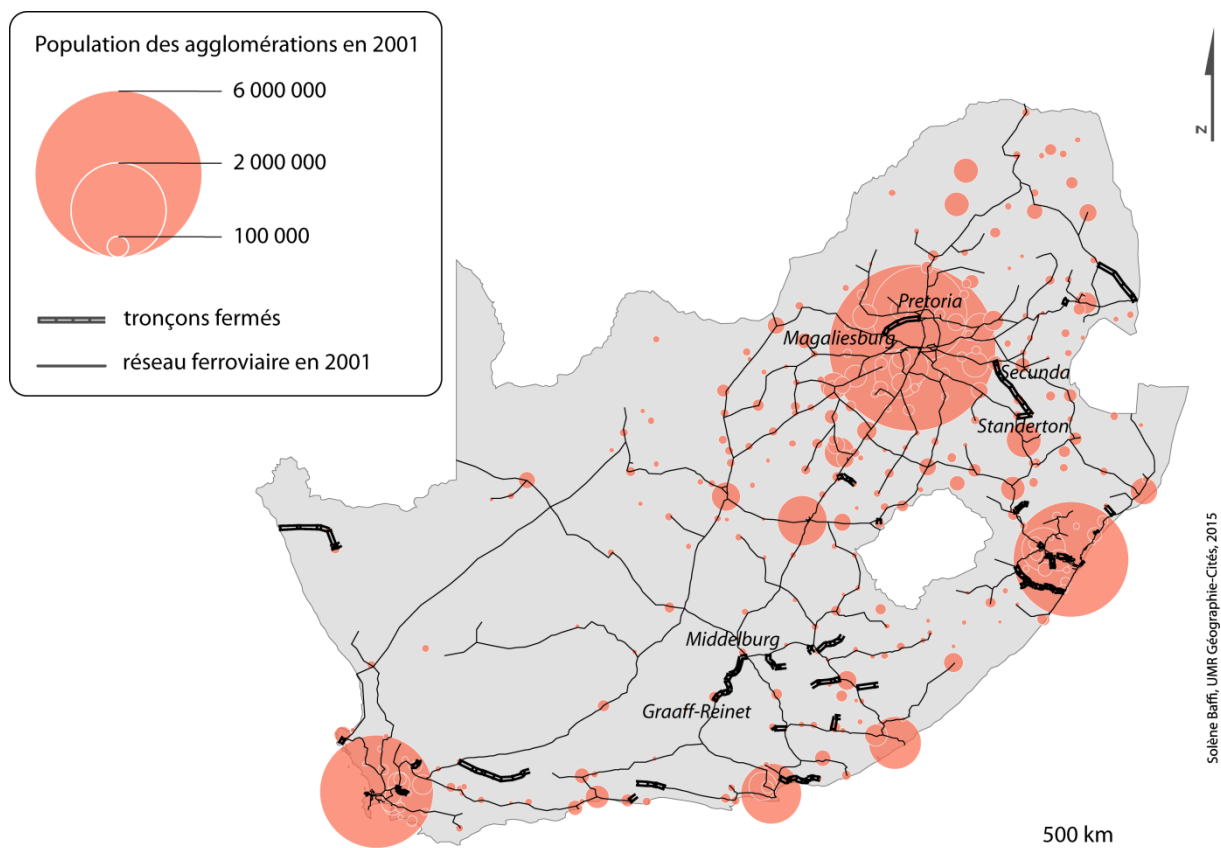 Population des agglomérations en 2001
6 000 000
2 000 000
100 000
tronçons fermés
réseau ferroviaire en 2001
N
Pretoria
Magaliesburg
Secunda
Standerton
Middelburg
Graaff-Reinet
500 km
Solène Baffi, UMR Géographie-Cités, 2015